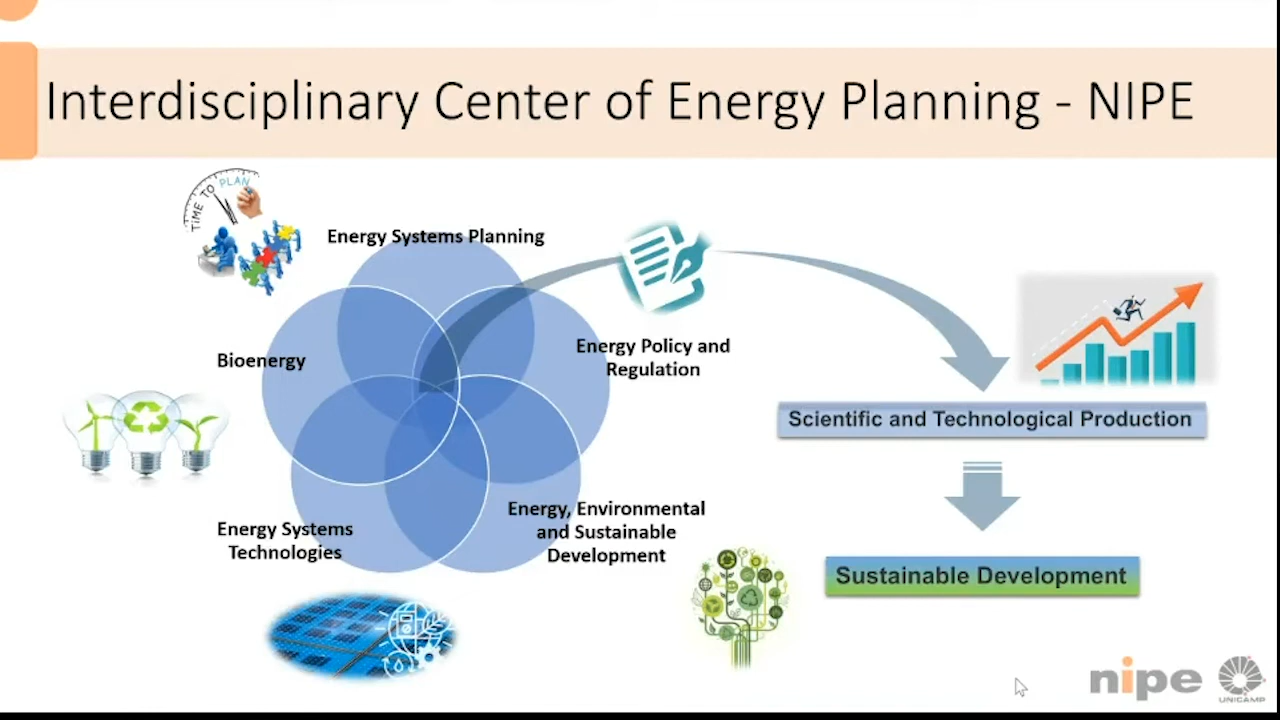 Interdisciplinary Center of Energy Planning - NIPE
TIME TO PLAN
Energy Systems Planning
Bioenergy
Energy Policy and
Regulation
Scientific and Technological Production
Energy Systems
Technologies
Energy, Environmental
and Sustainable
Development
Sustainable Development
nipe
UNICAMP